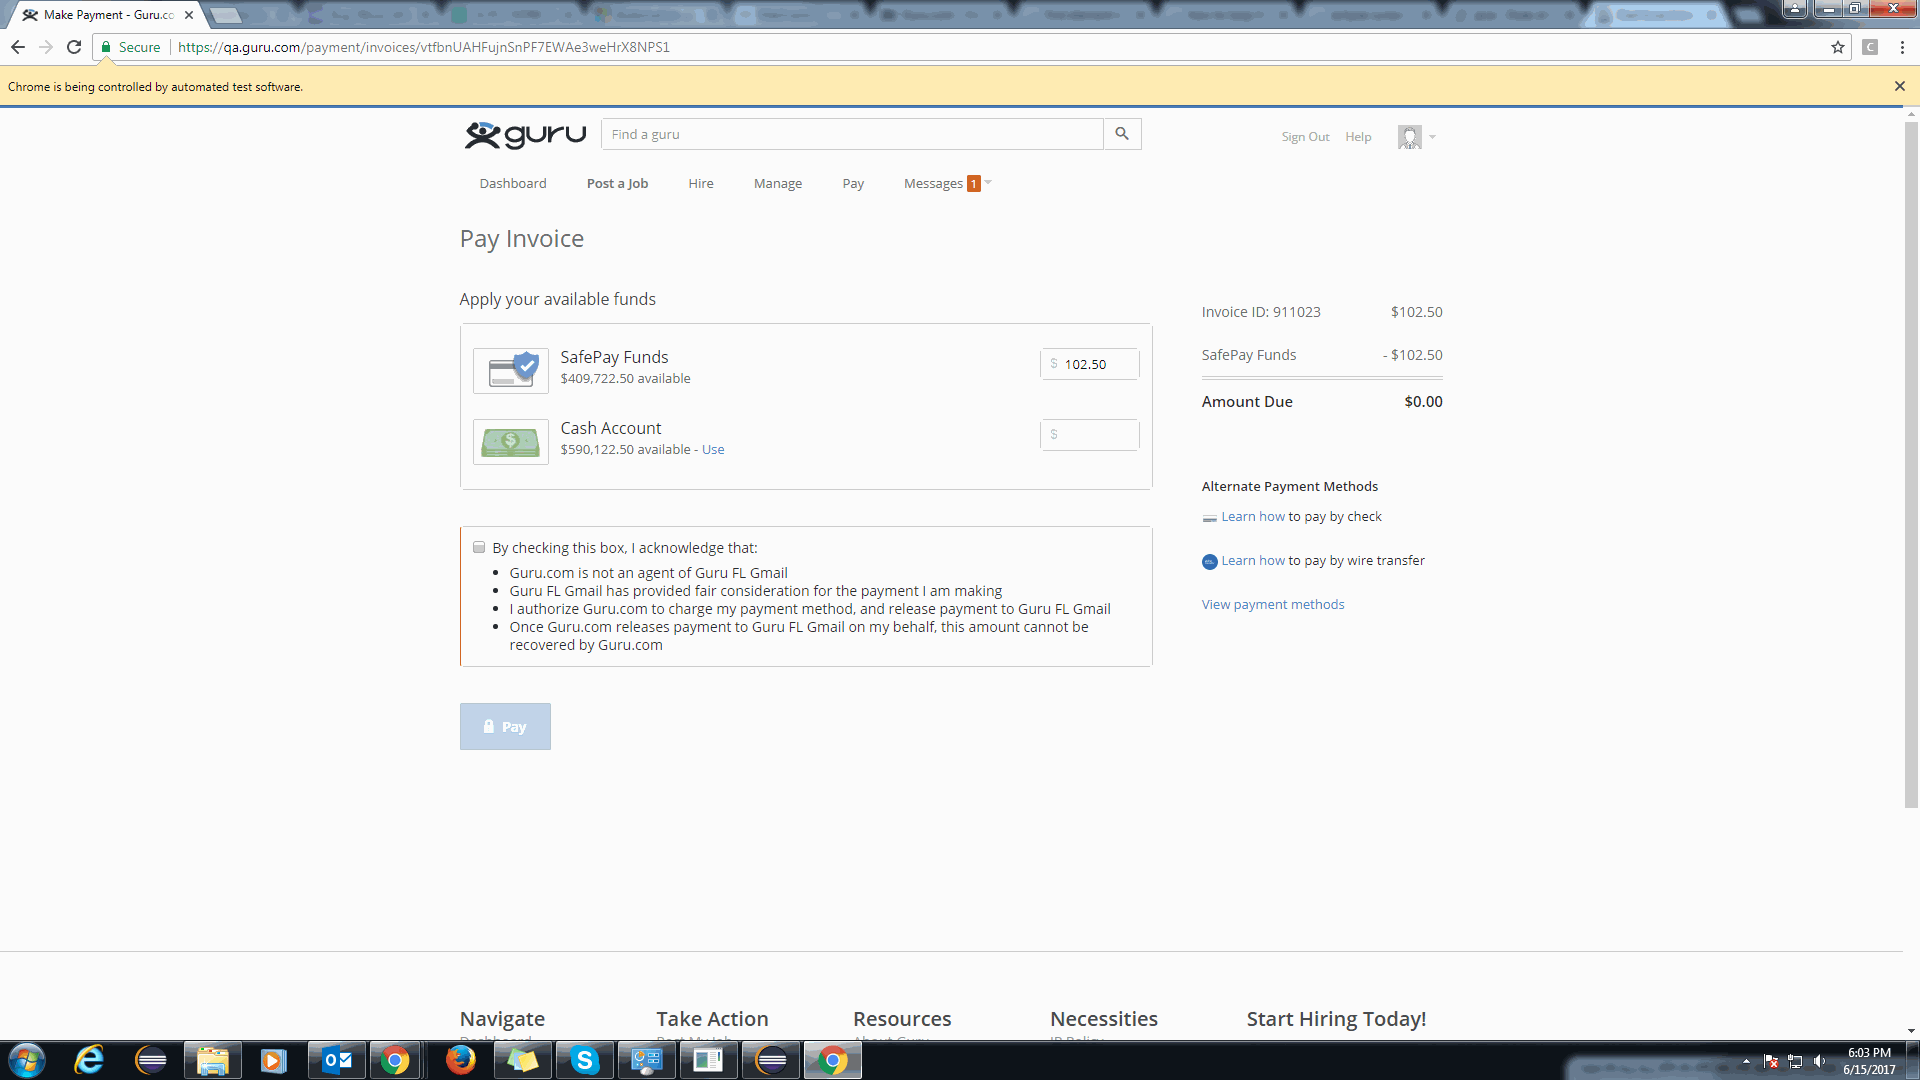 Make Payment - Guru.co
Secure
https://qa.guru.com/payment/invoices/vtfbnUAHFujnSnPF7EWAe3weHrX8NPS1
C
Chrome is being controlled by automated test software.
guru
Find a guru
Sign Out
Help
Dashboard
Post a Job
Hire
Manage
Pay
Messages 1
Pay Invoice
Apply your available funds
SafePay Funds
$409,722.50 available
$ 102.50
Cash Account
$590,122.50 available - Use
$
Invoice ID: 911023 $102.50
SafePay Funds - $102.50
Amount Due $0.00
Alternate Payment Methods
Learn how to pay by check
Learn how to pay by wire transfer
View payment methods
By checking this box, I acknowledge that:
• Guru.com is not an agent of Guru FL Gmail
• Guru FL Gmail has provided fair consideration for the payment I am making
• I authorize Guru.com to charge my payment method, and release payment to Guru FL Gmail
• Once Guru.com releases payment to Guru FL Gmail on my behalf, this amount cannot be
recovered by Guru.com
Pay
Navigate
Take Action
Resources
Necessities
Start Hiring Today!
6:03 PM
6/15/2017